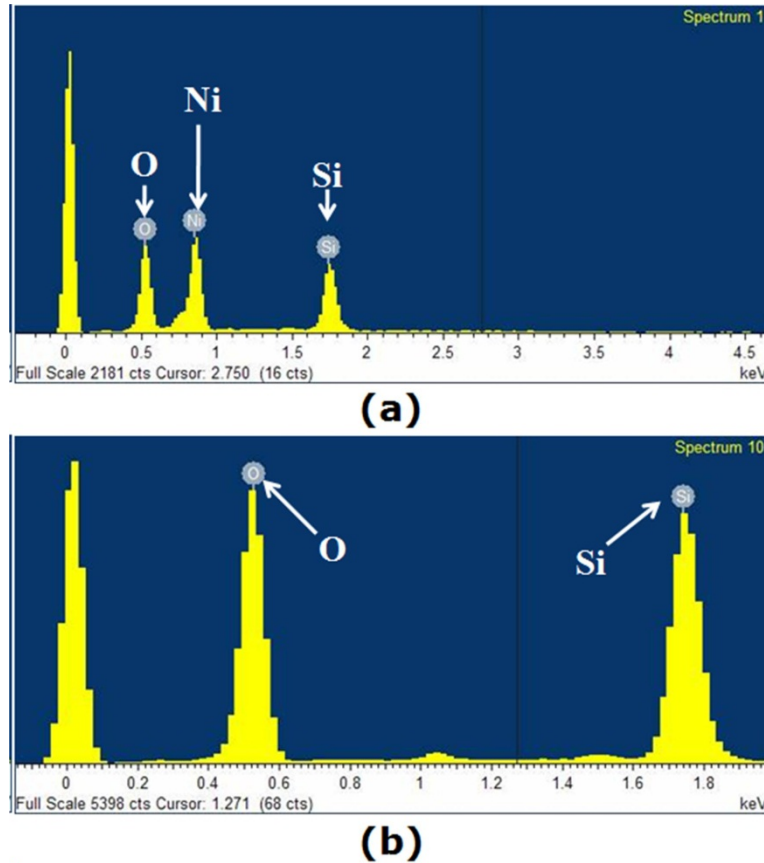 Spectrum 1
Ni
O
Si
O
Ni
Si
0 0.5 1 1.5 2 2.5 3 3.5 4 4.5
Full Scale 2181 cts Cursor: 2.750 (16 cts)
keV
(a)
Spectrum 10
O
Si
O
Si
0 0.2 0.4 0.6 0.8 1 1.2 1.4 1.6 1.8
Full Scale 5398 cts Cursor: 1.271 (68 cts)
keV
(b)